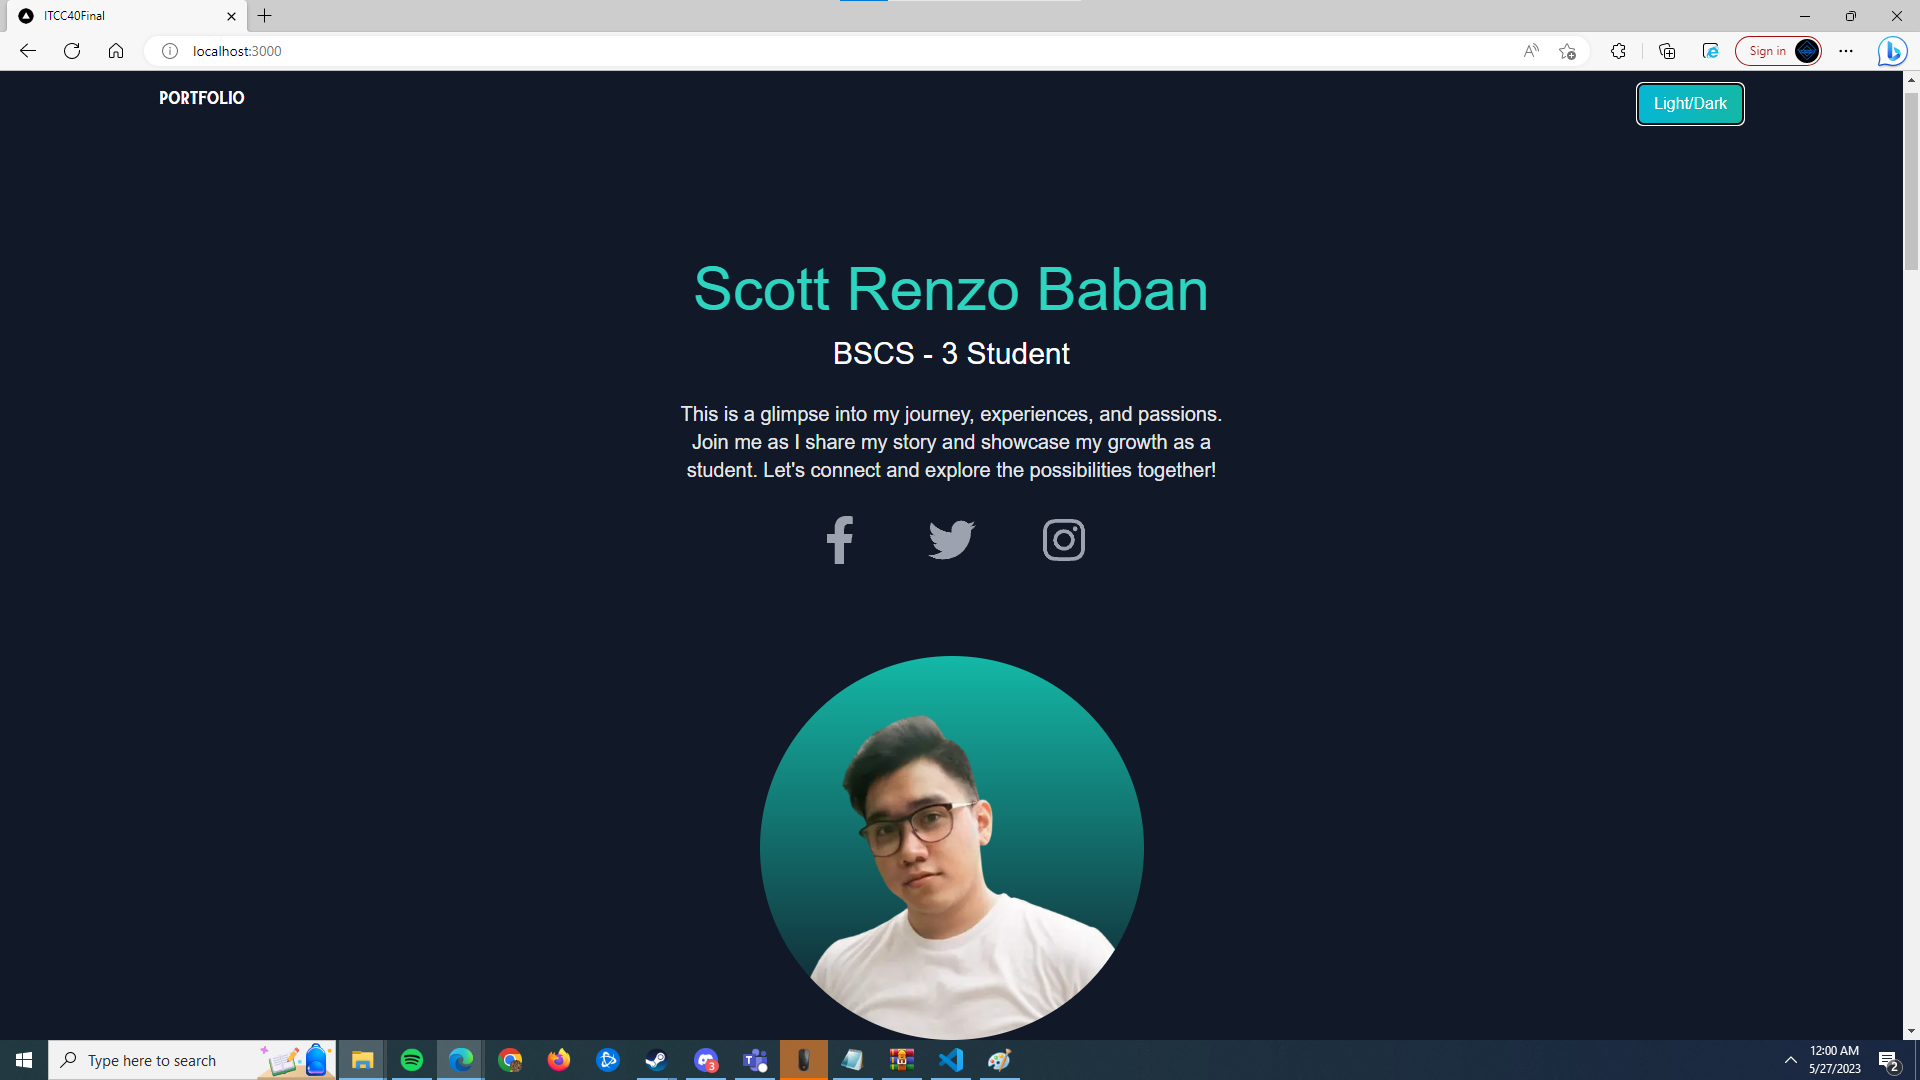 ITCC40Final
localhost:3000
Sign in
PORTFOLIO
Light/Dark
Scott Renzo Baban
BSCS - 3 Student
This is a glimpse into my journey, experiences, and passions.
Join me as I share my story and showcase my growth as a
student. Let's connect and explore the possibilities together!
Type here to search
3
12:00 AM
5/27/2023
2